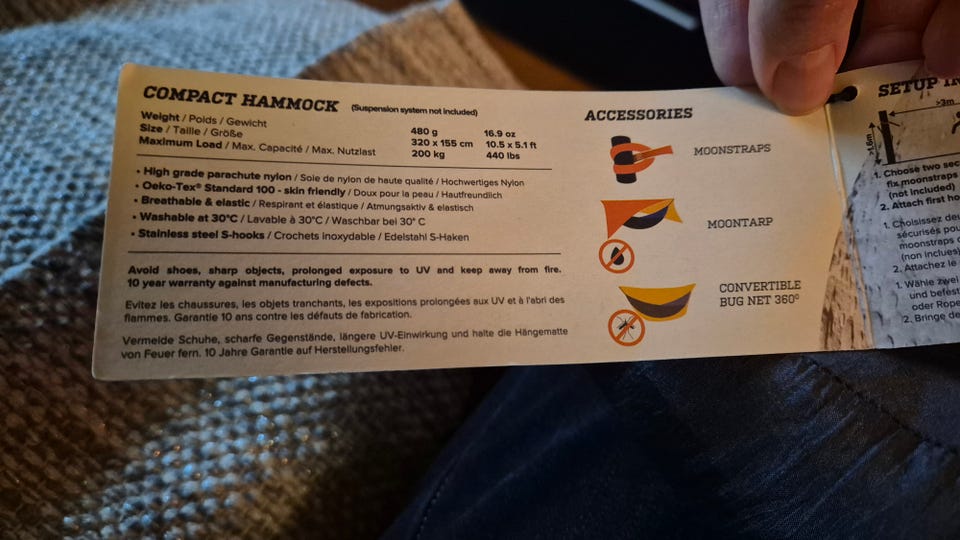 COMPACT HAMMOCK (Suspension system not included)
Weight / Poids / Gewicht 480 g 16.9 oz
Size / Taille / Größe 320 x 155 cm 10.5 x 5.1 ft
Maximum Load / Max. Capacité / Max. Nutzlast 200 kg 440 lbs
• High grade parachute nylon / Soie de nylon de haute qualité / Hochwertiges Nylon
• Oeko-Tex® Standard 100 - skin friendly / Doux pour la peau / Hautfreundlich
• Breathable & elastic / Respirant et élastique / Atmungsaktiv & elastisch
• Washable at 30°C / Lavable à 30°C / Waschbar bei 30° C
• Stainless steel S-hooks / Crochets inoxydable / Edelstahl S-Haken
Avoid shoes, sharp objects, prolonged exposure to UV and keep away from fire.
10 year warranty against manufacturing defects.
Evitez les chaussures, les objets tranchants, les expositions prolongées aux UV et à l'abri des
flammes. Garantie 10 ans contre les défauts de fabrication.
Vermelde Schuhe, scharfe Gegenstände, längere UV-Einwirkung und halte die Hängematte
von Feuer fern. 10 Jahre Garantie auf Herstellungsfehler.
ACCESSORIES
MOONSTRAPS
MOONTARP
CONVERTIBLE
BUG NET 360°
SETUP
>3m
>1,6m
1. Choose two sec
fix moonstraps
(not included)
2. Attach first ho
1. Choisissez deu
sécurisés pou
moonstraps
(non inclues)
2. Attachez le
1. Wähle zwei
und befest
oder Rope
2. Bringe de